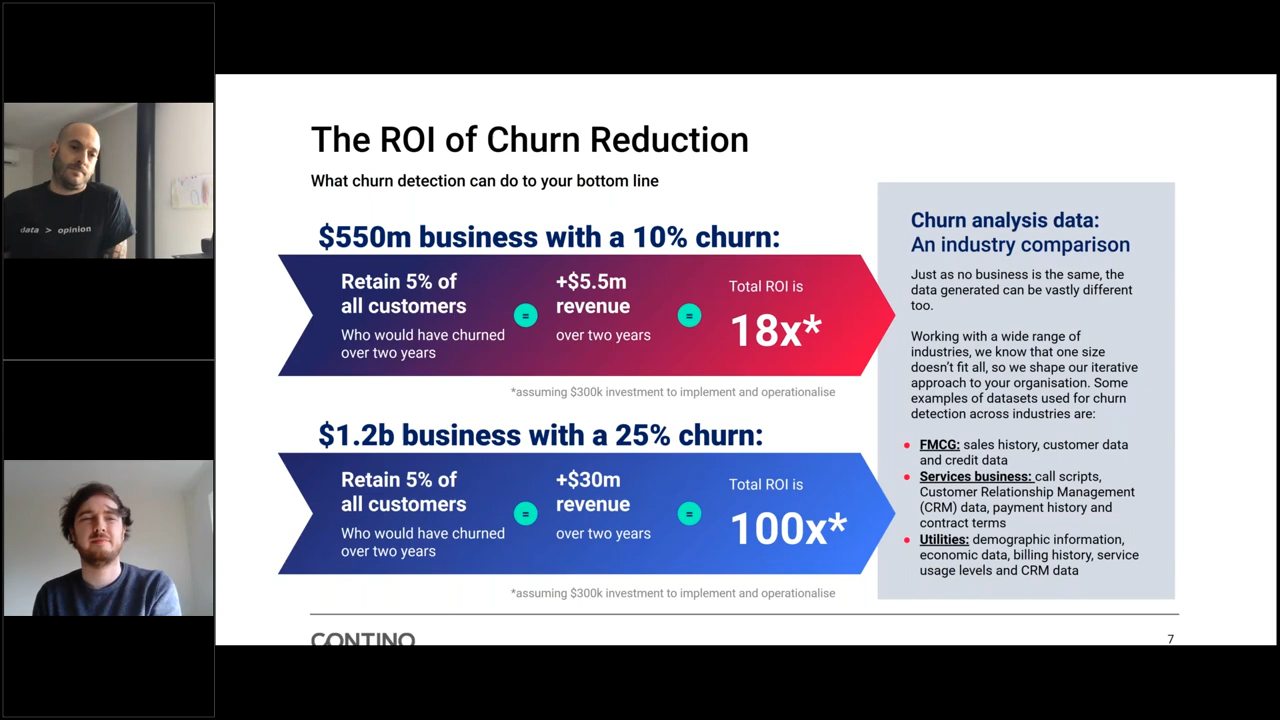 data > opinion
The ROI of Churn Reduction
What churn detection can do to your bottom line
$550m business with a 10% churn:
Retain 5% of
all customers
Who would have churned
over two years
=
+$5.5m
revenue
over two years
=
Total ROI is
18x*
*assuming $300k investment to implement and operationalise
$1.2b business with a 25% churn:
Retain 5% of
all customers
Who would have churned
over two years
=
+$30m
revenue
over two years
=
Total ROI is
100x*
*assuming $300k investment to implement and operationalise
Churn analysis data:
An industry comparison
Just as no business is the same, the
data generated can be vastly different
too.
Working with a wide range of
industries, we know that one size
doesn't fit all, so we shape our iterative
approach to your organisation. Some
examples of datasets used for churn
detection across industries are:
FMCG: sales history, customer data
and credit data
Services business: call scripts,
Customer Relationship Management
(CRM) data, payment history and
contract terms
Utilities: demographic information,
economic data, billing history, service
usage levels and CRM data
CONTINO
7